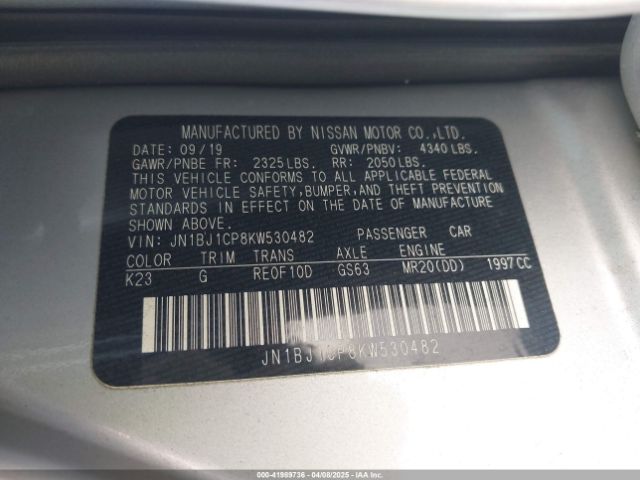 MANUFACTURED BY NISSAN MOTOR CO.,LTD.
DATE: 09/19 GVWR/PNBV: 4340 LBS.
GAWR/PNBE FR: 2325 LBS. RR: 2050 LBS.
THIS VEHICLE CONFORMS TO ALL APPLICABLE FEDERAL
MOTOR VEHICLE SAFETY, BUMPER, AND THEFT PREVENTION
STANDARDS IN EFFECT ON THE DATE OF MANUFACTURE
SHOWN ABOVE.
VIN: JN1BJ1CP8KW530482 PASSENGER CAR
COLOR TRIM TRANS AXLE ENGINE
K23 G REOF10D GS63 MR20(DD) 1997CC
JN1BJ1CP8KW530482
000-41989736 - 04/08/2025 - IAAI